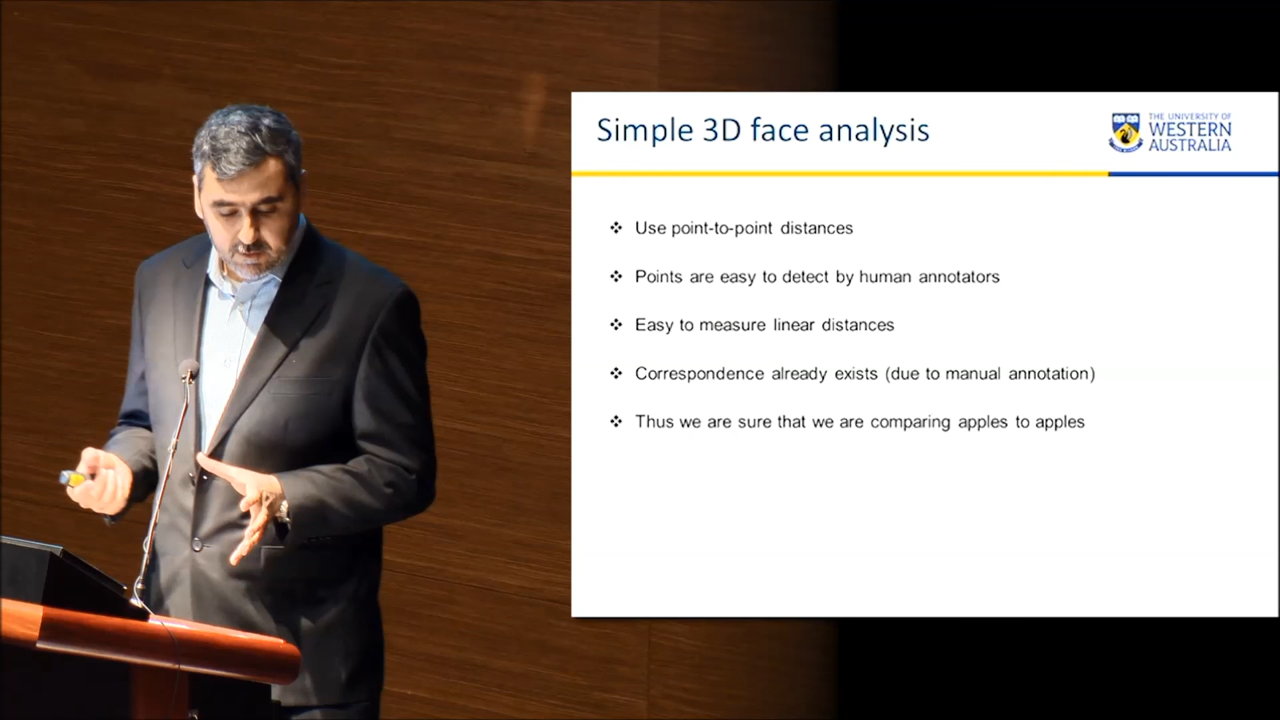 Simple 3D face analysis
THE UNIVERSITY OF
WESTERN
AUSTRALIA
❖ Use point-to-point distances
❖ Points are easy to detect by human annotators
❖ Easy to measure linear distances
❖ Correspondence already exists (due to manual annotation)
❖ Thus we are sure that we are comparing apples to apples